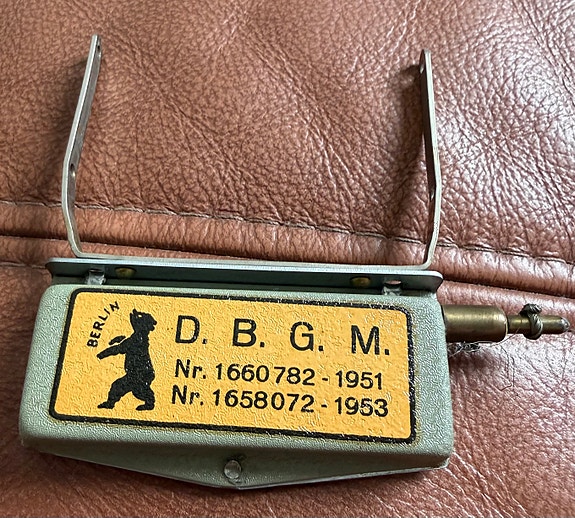 BERLIN
D. B. G. M.
Nr. 1660782 - 1951
Nr. 1658072 - 1953